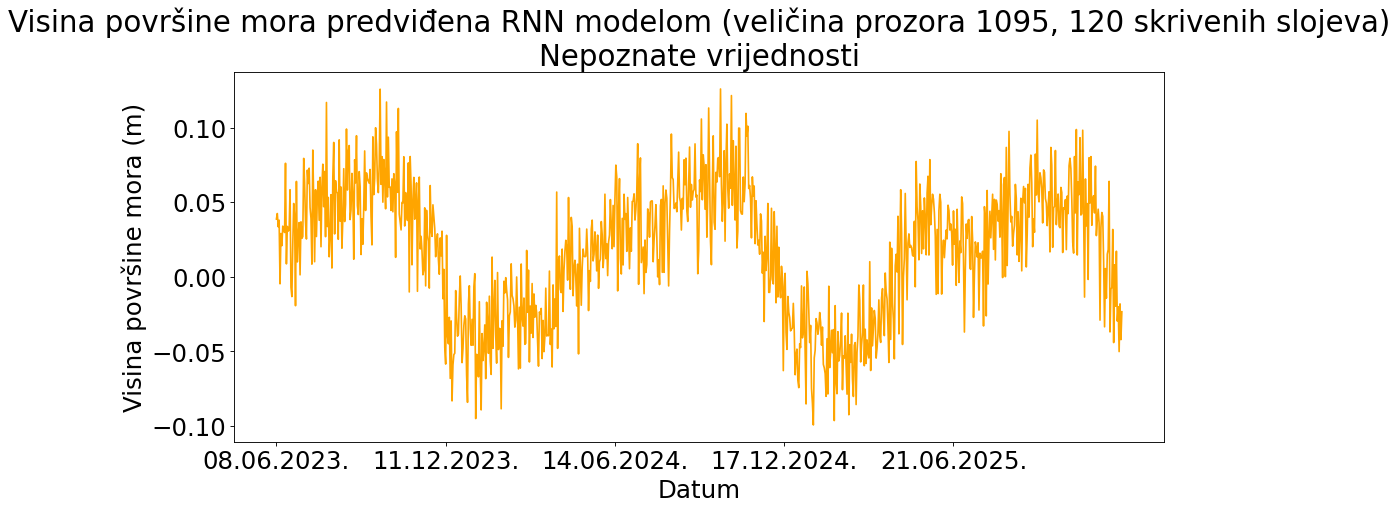 Visina površine mora predviđena RNN modelom (veličina prozora 1095, 120 skrivenih slojeva)
Nepoznate vrijednosti
Visina površine mora (m)
0.10
0.05
0.00
−0.05
−0.10
08.06.2023. 11.12.2023. 14.06.2024. 17.12.2024. 21.06.2025.
Datum